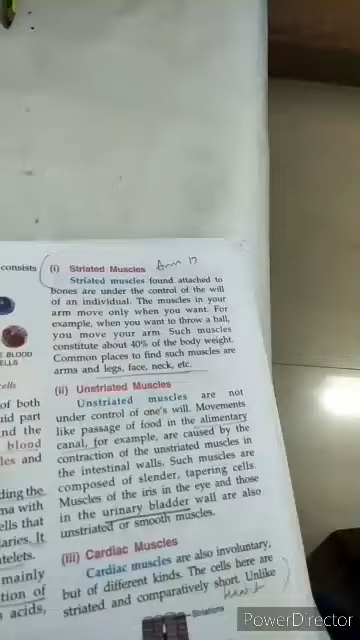 consists
BLOOD
ELLS
cells
of both
uid part
nd the
blood
les and
ding the
ma with
ells that
laries. It
atelets.
mainly
tion of
acids,
(i) Striated Muscles
Striated muscles found attached to
bones are under the control of the will
of an individual. The muscles in your
arm move only when you want. For
example, when you want to throw a ball,
you move your arm. Such muscles
constitute about 40% of the body weight.
Common places to find such muscles are
arms and legs, face, neck, etc.
(ii) Unstriated Muscles
Unstriated muscles are not
under control of one's will. Movements
like passage of food in the alimentary
canal, for example, are caused by the
contraction of the unstriated muscles in
the intestinal walls. Such muscles are
composed of slender, tapering cells.
Muscles of the iris in the eye and those
in the urinary bladder wall are also
unstriated or smooth muscles.
(iii) Cardiac Muscles
Cardiac muscles are also involuntary,
but of different kinds. The cells here are
striated and comparatively short. Unlike
Striations
PowerDirector